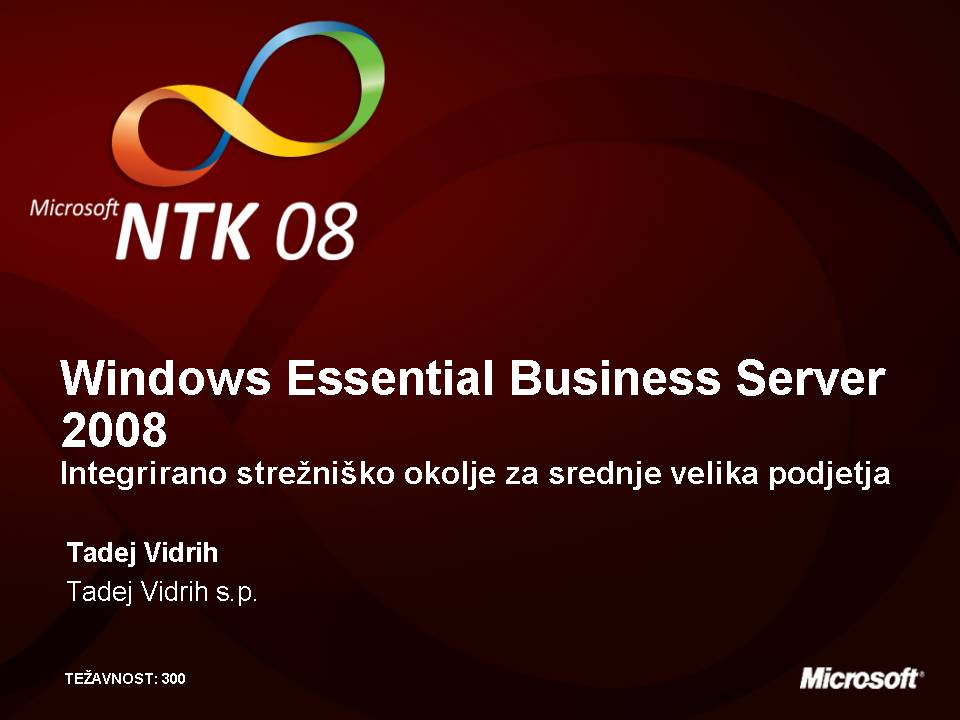 Microsoft
NTK 08
Windows Essential Business Server
2008
Integrirano strežniško okolje za srednje velika podjetja
Tadej Vidrih
Tadej Vidrih s.p.
TEŽAVNOST: 300
Microsoft®